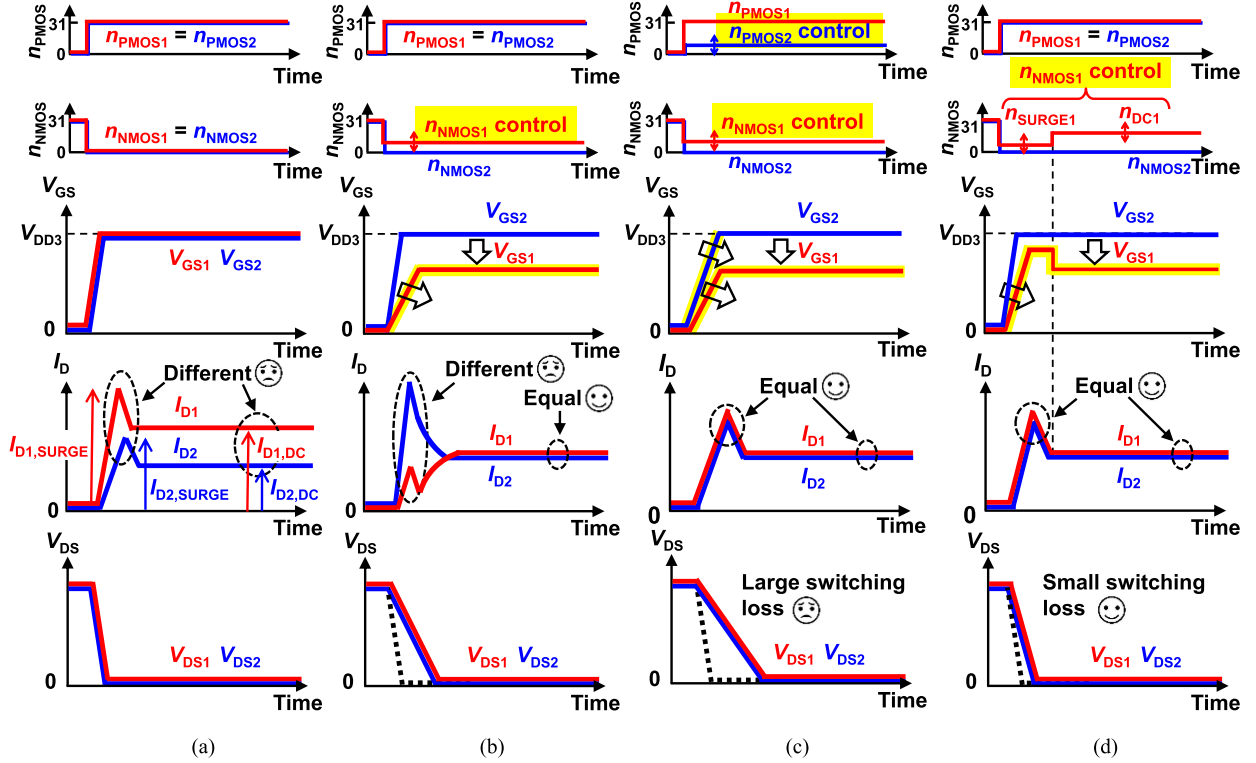 nPMOS
31
0
nPMOS1 = nPMOS2
Time
nNMOS
31
0
nNMOS1 = nNMOS2
Time
VGS
VDD3
VGS1 VGS2
0
Time
ID
Different
ID1
ID1,SURGE
ID2
ID1,DC
ID2,SURGE
ID2,DC
0
Time
VDS
VDS1 VDS2
0
Time
(a)
nPMOS
31
0
nPMOS1 = nPMOS2
Time
nNMOS
31
0
nNMOS1 control
nNMOS2
Time
VGS
VGS2
VDD3
VGS1
0
Time
ID
Different
Equal
ID1
ID2
0
Time
VDS
VDS1 VDS2
0
Time
(b)
nPMOS
31
0
nPMOS1
nPMOS2 control
Time
nNMOS
31
0
nNMOS1 control
nNMOS2
Time
VGS
VGS2
VDD3
VGS1
0
Time
ID
Equal
ID1
ID2
0
Time
VDS
Large switching
loss
VDS1 VDS2
0
Time
(c)
nPMOS
31
0
nPMOS1 = nPMOS2
Time
nNMOS1 control
nNMOS
31
0
nSURGE1
nDC1
nNMOS2
Time
VGS
VGS2
VDD3
VGS1
0
Time
ID
Equal
ID1
ID2
0
Time
VDS
Small switching
loss
VDS1 VDS2
0
Time
(d)